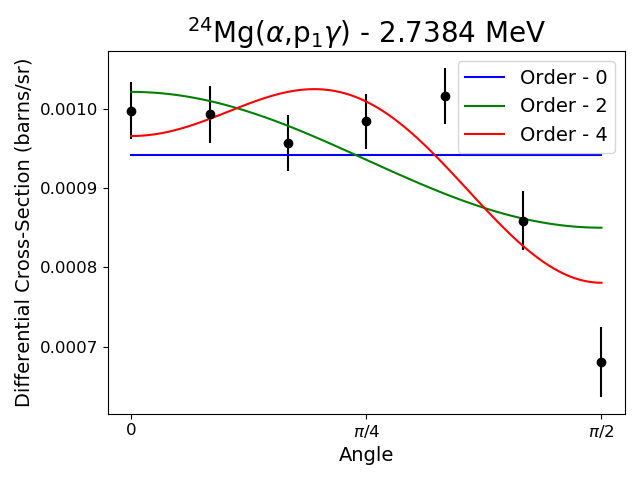 ²⁴Mg(α,p₁γ) - 2.7384 MeV
Order - 0
Order - 2
Order - 4
Differential Cross-Section (barns/sr)
0.0010
0.0009
0.0008
0.0007
0
π/4
π/2
Angle